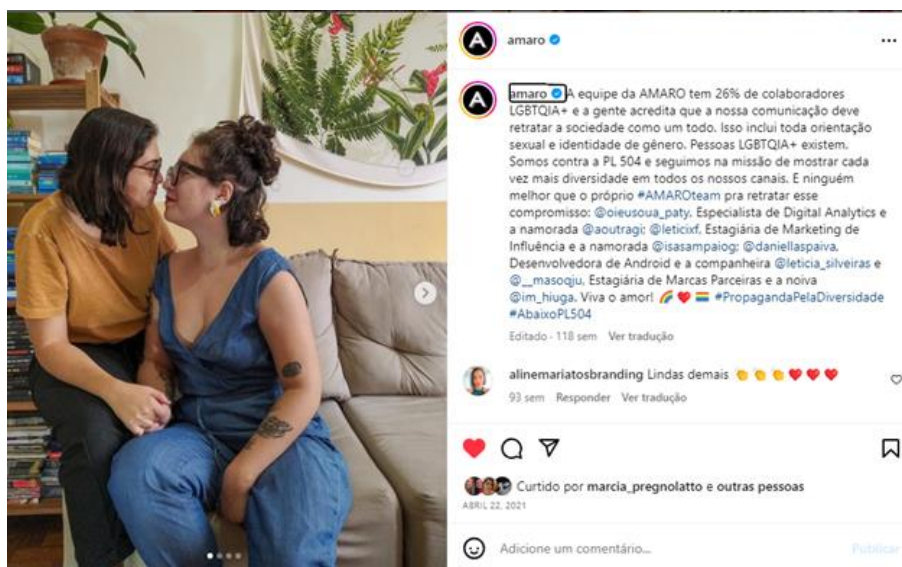 amaro
amaro A equipe da AMARO tem 26% de colaboradores
LGBTQIA+ e a gente acredita que a nossa comunicação deve
retratar a sociedade como um todo. Isso inclui toda orientação
sexual e identidade de gênero. Pessoas LGBTQIA+ existem.
Somos contra a PL 504 e seguimos na missão de mostrar cada
vez mais diversidade em todos os nossos canais. E ninguém
melhor que o próprio #AMAROteam pra retratar esse
compromisso: @oieusoua_paty, Especialista de Digital Analytics e
a namorada @aoutragi; @leticixf, Estagiária de Marketing de
Influência e a namorada @isasampaiog; @daniellaspaiva,
Desenvolvedora de Android e a companheira @leticia_silveiras e
@__masoqju, Estagiária de Marcas Parceiras e a noiva
@im_hiuga. Viva o amor! 🌈 ❤️ 🏳️‍🌈 #PropagandaPelaDiversidade
#AbaixoPL504
Editado · 118 sem Ver tradução
alinemariatosbranding Lindas demais 👏 👏 👏 ❤️ ❤️ ❤️
93 sem Responder Ver tradução
Curtido por marcia_pregnolatto e outras pessoas
ABRIL 22, 2021
Adicione um comentário...
Publicar